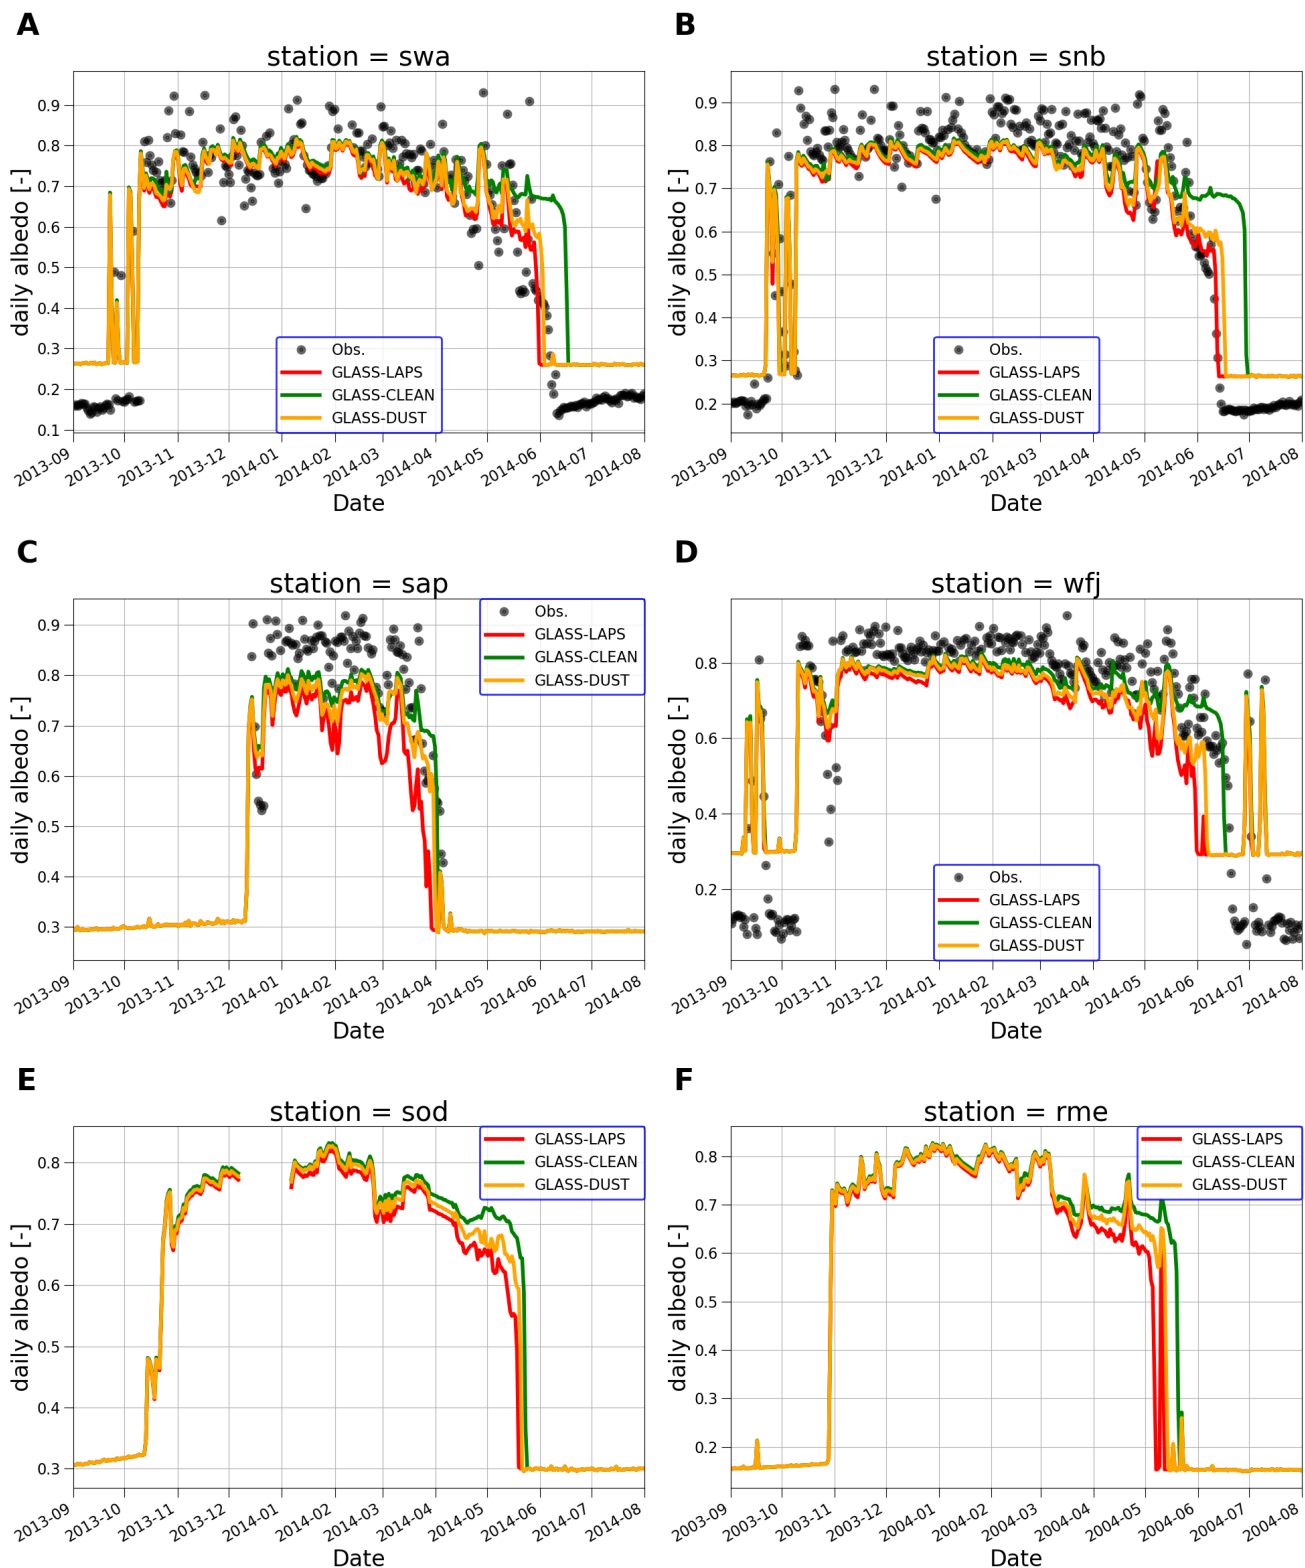 A
station = swa
daily albedo [-]
0.9
0.8
0.7
0.6
0.5
0.4
0.3
0.2
0.1
Obs.
GLASS-LAPS
GLASS-CLEAN
GLASS-DUST
2013-09
2013-10
2013-11
2013-12
2014-01
2014-02
2014-03
2014-04
2014-05
2014-06
2014-07
2014-08
Date
B
station = snb
daily albedo [-]
0.9
0.8
0.7
0.6
0.5
0.4
0.3
0.2
Obs.
GLASS-LAPS
GLASS-CLEAN
GLASS-DUST
2013-09
2013-10
2013-11
2013-12
2014-01
2014-02
2014-03
2014-04
2014-05
2014-06
2014-07
2014-08
Date
C
station = sap
daily albedo [-]
0.9
0.8
0.7
0.6
0.5
0.4
0.3
Obs.
GLASS-LAPS
GLASS-CLEAN
GLASS-DUST
2013-09
2013-10
2013-11
2013-12
2014-01
2014-02
2014-03
2014-04
2014-05
2014-06
2014-07
2014-08
Date
D
station = wfj
daily albedo [-]
0.8
0.6
0.4
0.2
Obs.
GLASS-LAPS
GLASS-CLEAN
GLASS-DUST
2013-09
2013-10
2013-11
2013-12
2014-01
2014-02
2014-03
2014-04
2014-05
2014-06
2014-07
2014-08
Date
E
station = sod
daily albedo [-]
0.8
0.7
0.6
0.5
0.4
0.3
GLASS-LAPS
GLASS-CLEAN
GLASS-DUST
2013-09
2013-10
2013-11
2013-12
2014-01
2014-02
2014-03
2014-04
2014-05
2014-06
2014-07
2014-08
Date
F
station = rme
daily albedo [-]
0.8
0.7
0.6
0.5
0.4
0.3
0.2
GLASS-LAPS
GLASS-CLEAN
GLASS-DUST
2003-09
2003-10
2003-11
2003-12
2004-01
2004-02
2004-03
2004-04
2004-05
2004-06
2004-07
2004-08
Date